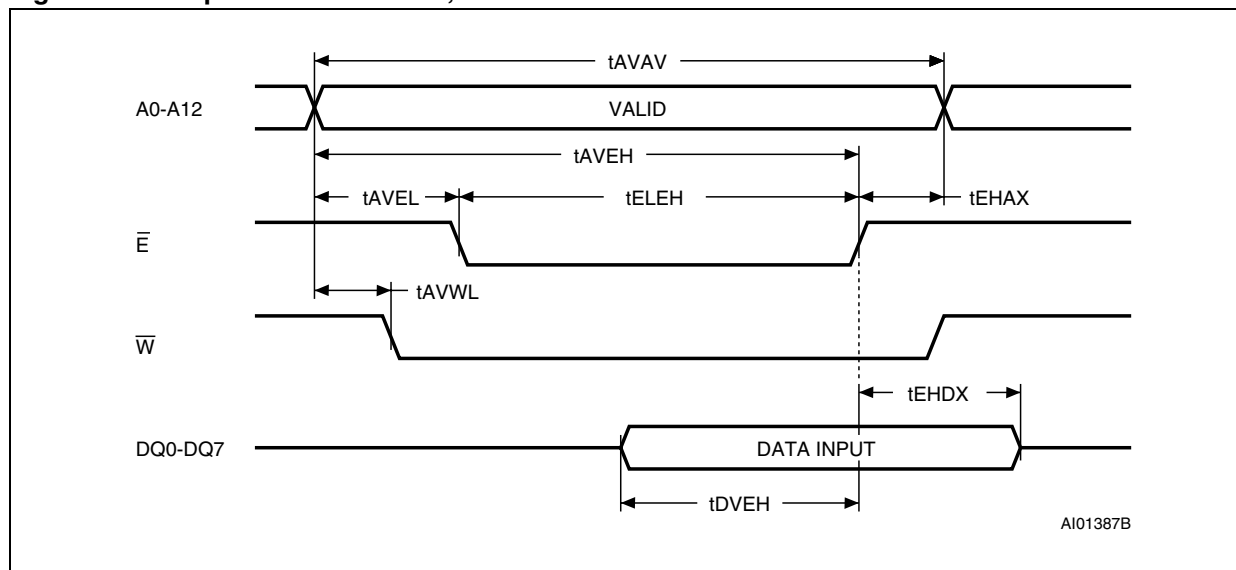 tAVAV
A0-A12
VALID
tAVEH
tAVEL
tELEH
tEHAX
E̅
tAVWL
W̅
tEHDX
DQ0-DQ7
DATA INPUT
tDVEH
AI01387B